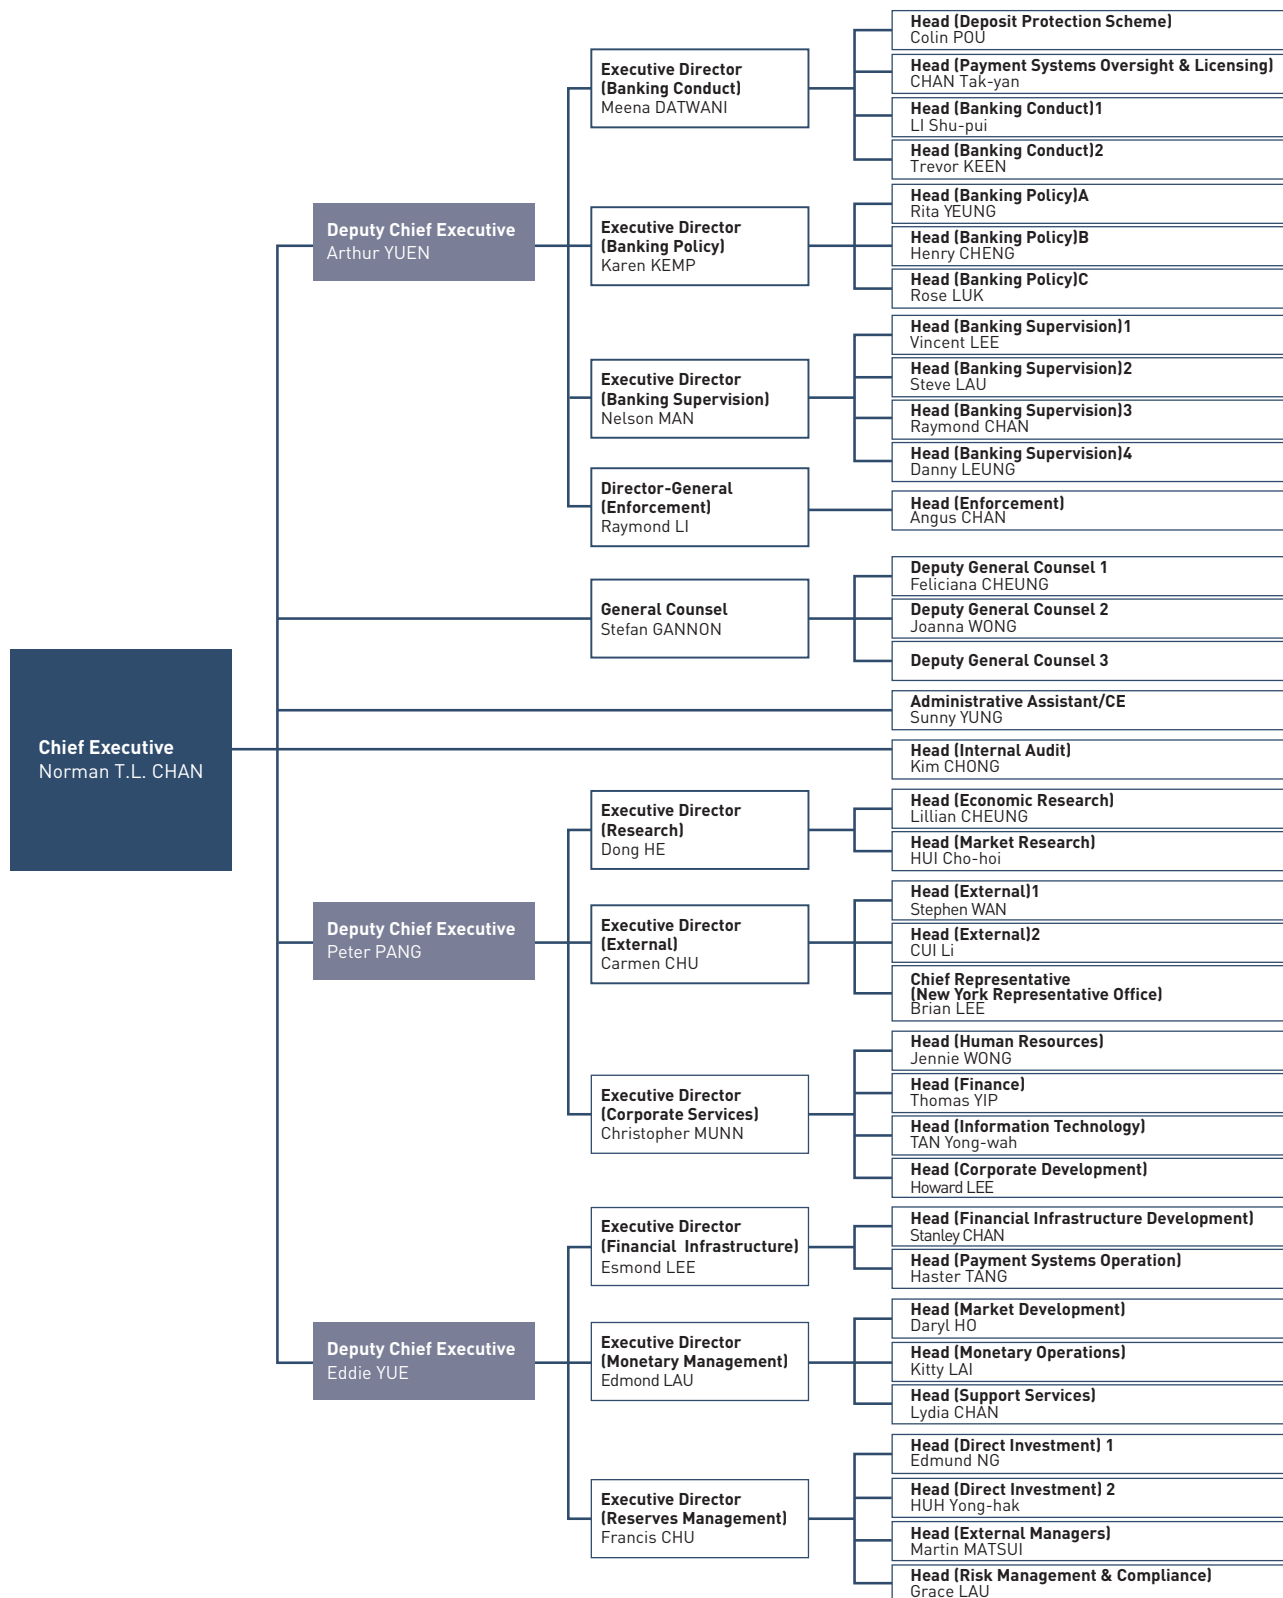 Chief Executive
Norman T.L. CHAN
Deputy Chief Executive
Arthur YUEN
Executive Director
(Banking Conduct)
Meena DATWANI
Head (Deposit Protection Scheme)
Colin POU
Head (Payment Systems Oversight & Licensing)
CHAN Tak-yan
Head (Banking Conduct)1
LI Shu-pui
Head (Banking Conduct)2
Trevor KEEN
Executive Director
(Banking Policy)
Karen KEMP
Head (Banking Policy)A
Rita YEUNG
Head (Banking Policy)B
Henry CHENG
Head (Banking Policy)C
Rose LUK
Executive Director
(Banking Supervision)
Nelson MAN
Head (Banking Supervision)1
Vincent LEE
Head (Banking Supervision)2
Steve LAU
Head (Banking Supervision)3
Raymond CHAN
Head (Banking Supervision)4
Danny LEUNG
Director-General
(Enforcement)
Raymond LI
Head (Enforcement)
Angus CHAN
General Counsel
Stefan GANNON
Deputy General Counsel 1
Feliciana CHEUNG
Deputy General Counsel 2
Joanna WONG
Deputy General Counsel 3
Administrative Assistant/CE
Sunny YUNG
Head (Internal Audit)
Kim CHONG
Deputy Chief Executive
Peter PANG
Executive Director
(Research)
Dong HE
Head (Economic Research)
Lillian CHEUNG
Head (Market Research)
HUI Cho-hoi
Executive Director
(External)
Carmen CHU
Head (External)1
Stephen WAN
Head (External)2
CUI Li
Chief Representative
(New York Representative Office)
Brian LEE
Executive Director
(Corporate Services)
Christopher MUNN
Head (Human Resources)
Jennie WONG
Head (Finance)
Thomas YIP
Head (Information Technology)
TAN Yong-wah
Head (Corporate Development)
Howard LEE
Deputy Chief Executive
Eddie YUE
Executive Director
(Financial Infrastructure)
Esmond LEE
Head (Financial Infrastructure Development)
Stanley CHAN
Head (Payment Systems Operation)
Haster TANG
Executive Director
(Monetary Management)
Edmond LAU
Head (Market Development)
Daryl HO
Head (Monetary Operations)
Kitty LAI
Head (Support Services)
Lydia CHAN
Executive Director
(Reserves Management)
Francis CHU
Head (Direct Investment) 1
Edmund NG
Head (Direct Investment) 2
HUH Yong-hak
Head (External Managers)
Martin MATSUI
Head (Risk Management & Compliance)
Grace LAU